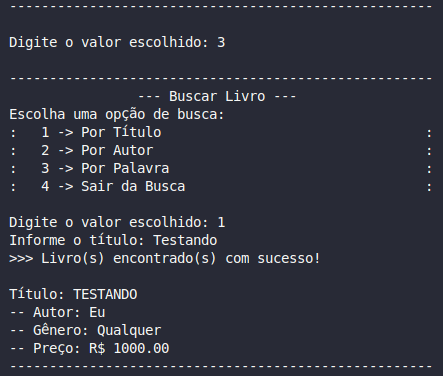 -----------------------------------------------------
Digite o valor escolhido: 3
-----------------------------------------------------
--- Buscar Livro ---
Escolha uma opção de busca:
:   1 -> Por Título                                 :
:   2 -> Por Autor                                  :
:   3 -> Por Palavra                                :
:   4 -> Sair da Busca                              :
Digite o valor escolhido: 1
Informe o título: Testando
>>> Livro(s) encontrado(s) com sucesso!
Título: TESTANDO
-- Autor: Eu
-- Gênero: Qualquer
-- Preço: R$ 1000.00
-----------------------------------------------------